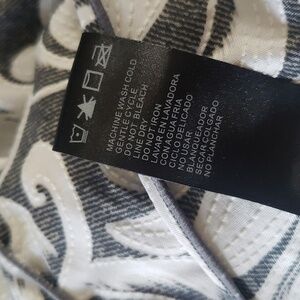 MACHINE WASH COLD
GENTLE CYCLE
DO NOT BLEACH
LINE DRY
DO NOT IRON
LAVAR EN LAVADORA
CON AGUA FRIA
CICLO DELICADO
NO USAR
BLANQUEADOR
SECAR COLGADO
NO PLANCHAR